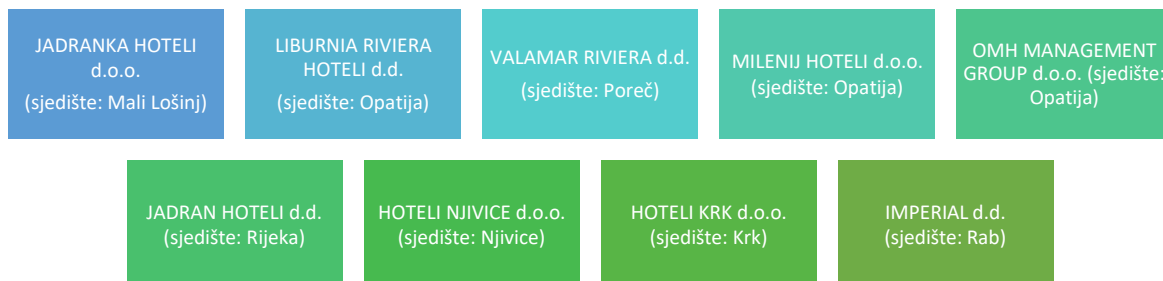 JADRANKA HOTELI
d.o.o.
(sjedište: Mali Lošinj)
LIBURNIA RIVIERA
HOTELI d.d.
(sjedište: Opatija)
VALAMAR RIVIERA d.d.
(sjedište: Poreč)
MILENIJ HOTELI d.o.o.
(sjedište: Opatija)
OMH MANAGEMENT
GROUP d.o.o. (sjedište:
Opatija)
JADRAN HOTELI d.d.
(sjedište: Rijeka)
HOTELI NJIVICE d.o.o.
(sjedište: Njivice)
HOTELI KRK d.o.o.
(sjedište: Krk)
IMPERIAL d.d.
(sjedište: Rab)